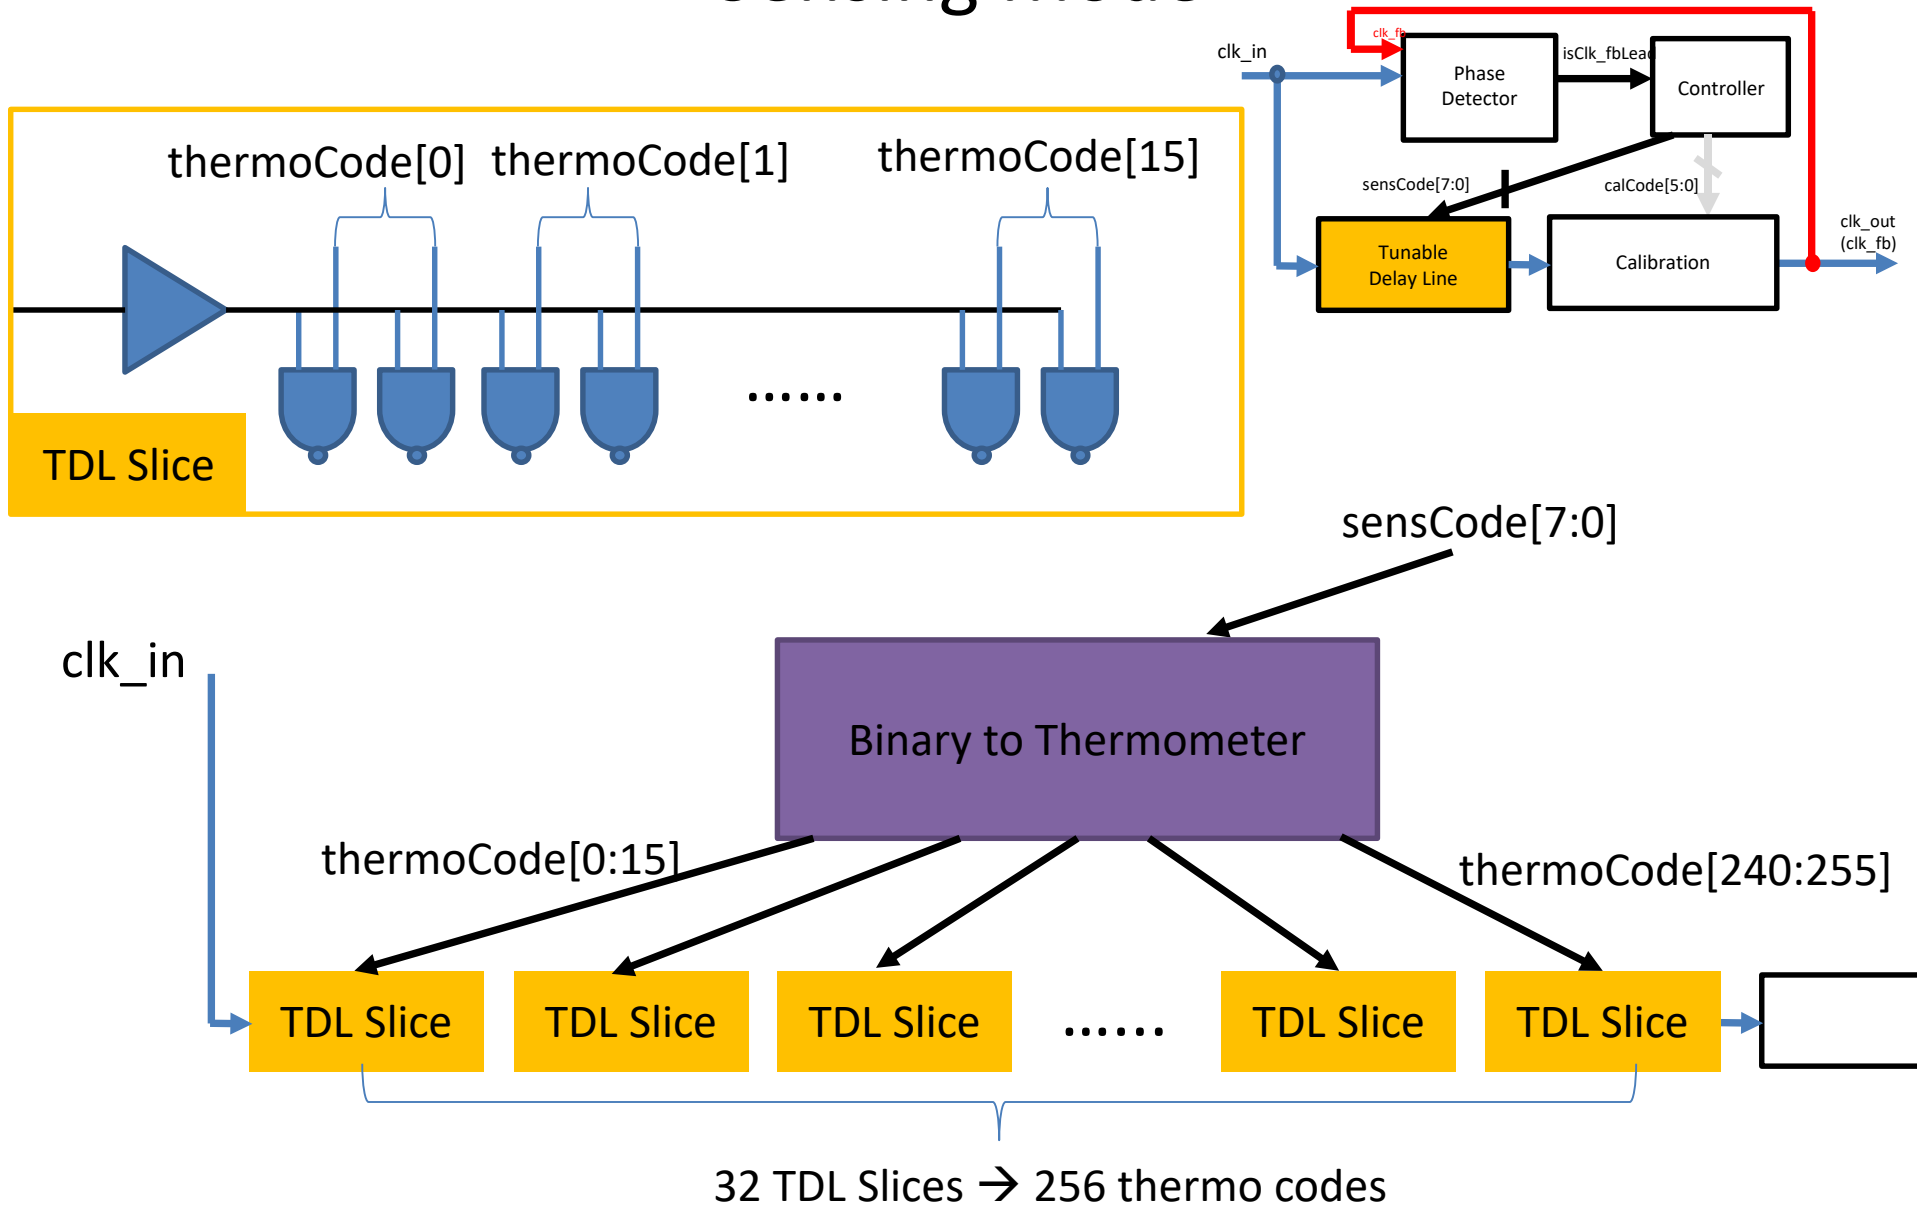 clk_fb
clk_in
isClk_fbLead
Phase
Detector
Controller
thermoCode[0]
thermoCode[1]
thermoCode[15]
sensCode[7:0]
calCode[5:0]
clk_out
(clk_fb)
Tunable
Delay Line
Calibration
......
TDL Slice
sensCode[7:0]
clk_in
Binary to Thermometer
thermoCode[0:15]
thermoCode[240:255]
TDL Slice
TDL Slice
TDL Slice
......
TDL Slice
TDL Slice
32 TDL Slices → 256 thermo codes